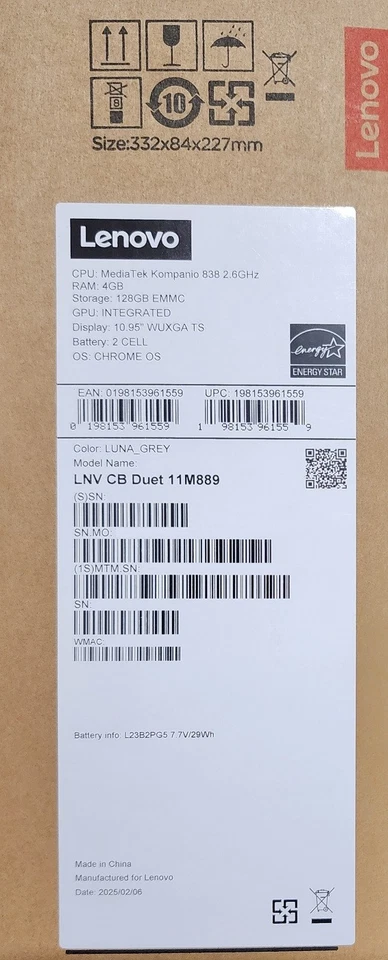 8
10
Size:332x84x227mm
Lenovo
Lenovo
CPU: MediaTek Kompanio 838 2.6GHz
RAM: 4GB
Storage: 128GB EMMC
GPU: INTEGRATED
Display: 10.95" WUXGA TS
Battery: 2 CELL
OS: CHROME OS
energy
ENERGY STAR
EAN: 0198153961559
UPC: 198153961559
0 198153 961559
1 98153 96155 9
Color: LUNA_GREY
Model Name:
LNV CB Duet 11M889
(S)SN:
SN.MO:
(1S)MTM.SN:
SN:
WMAC:
Battery info: L23B2PG5 7.7V/29Wh
Made in China
Manufactured for Lenovo
Date: 2025/02/06